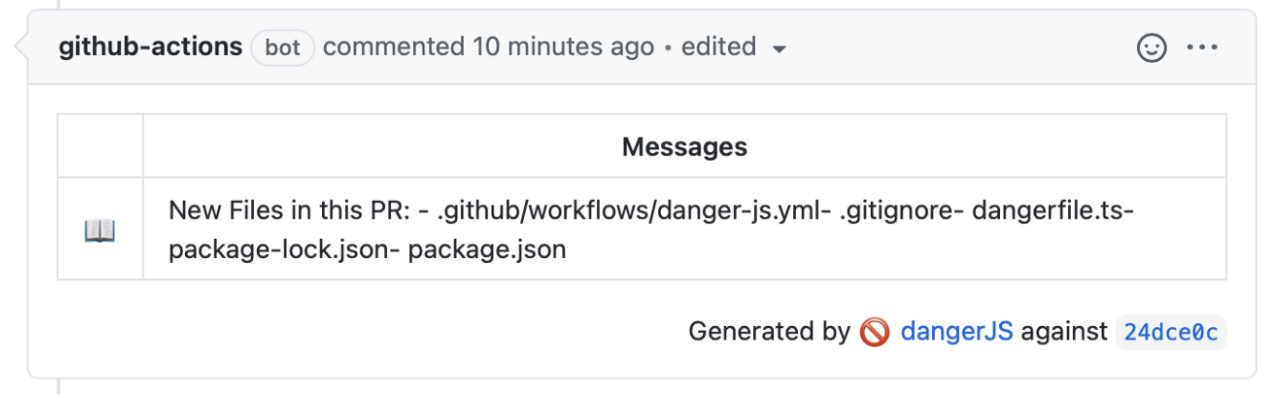 github-actions bot commented 10 minutes ago • edited
Messages
New Files in this PR: - .github/workflows/danger-js.yml- .gitignore- dangerfile.ts-
package-lock.json- package.json
Generated by 🚫 dangerJS against 24dce0c